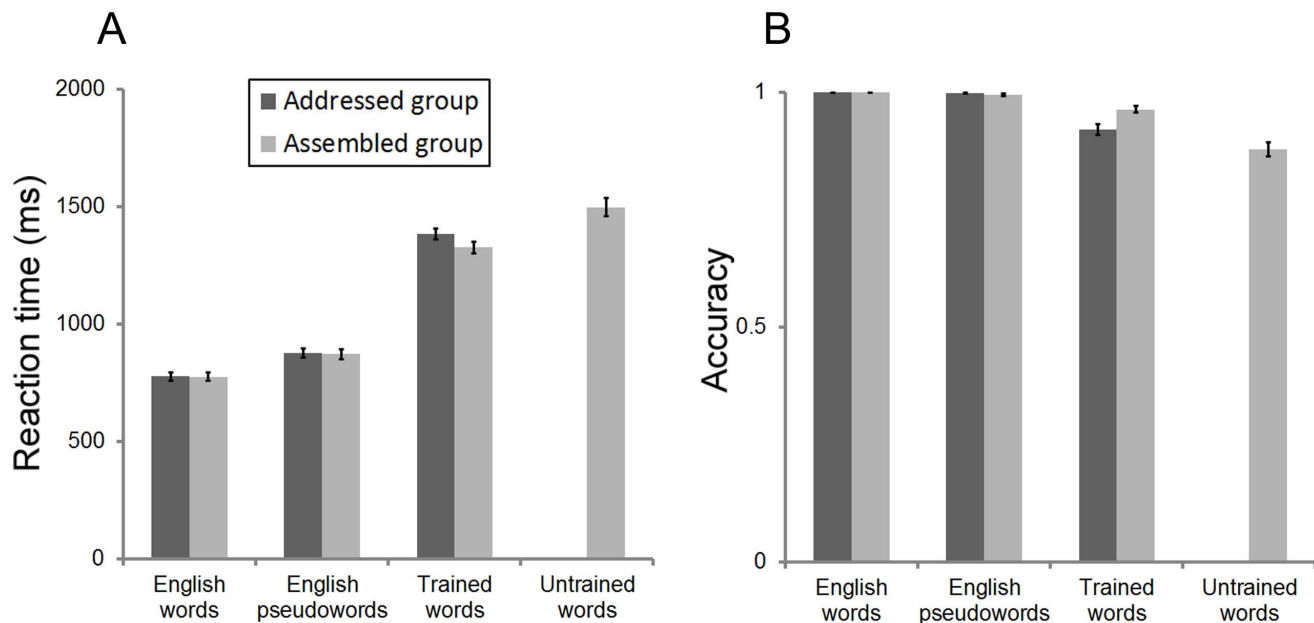 A
Reaction time (ms)
2000
1500
1000
500
0
Addressed group
Assembled group
English
words
English
pseudowords
Trained
words
Untrained
words
B
Accuracy
1
0.5
0
English
words
English
pseudowords
Trained
words
Untrained
words